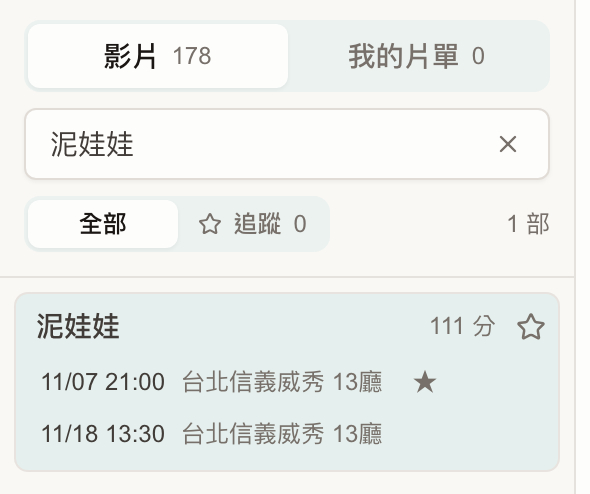 影片 178 我的片單 0
泥娃娃
全部 追蹤 0 1 部
泥娃娃 111 分
11/07 21:00 台北信義威秀 13廳 ★
11/18 13:30 台北信義威秀 13廳